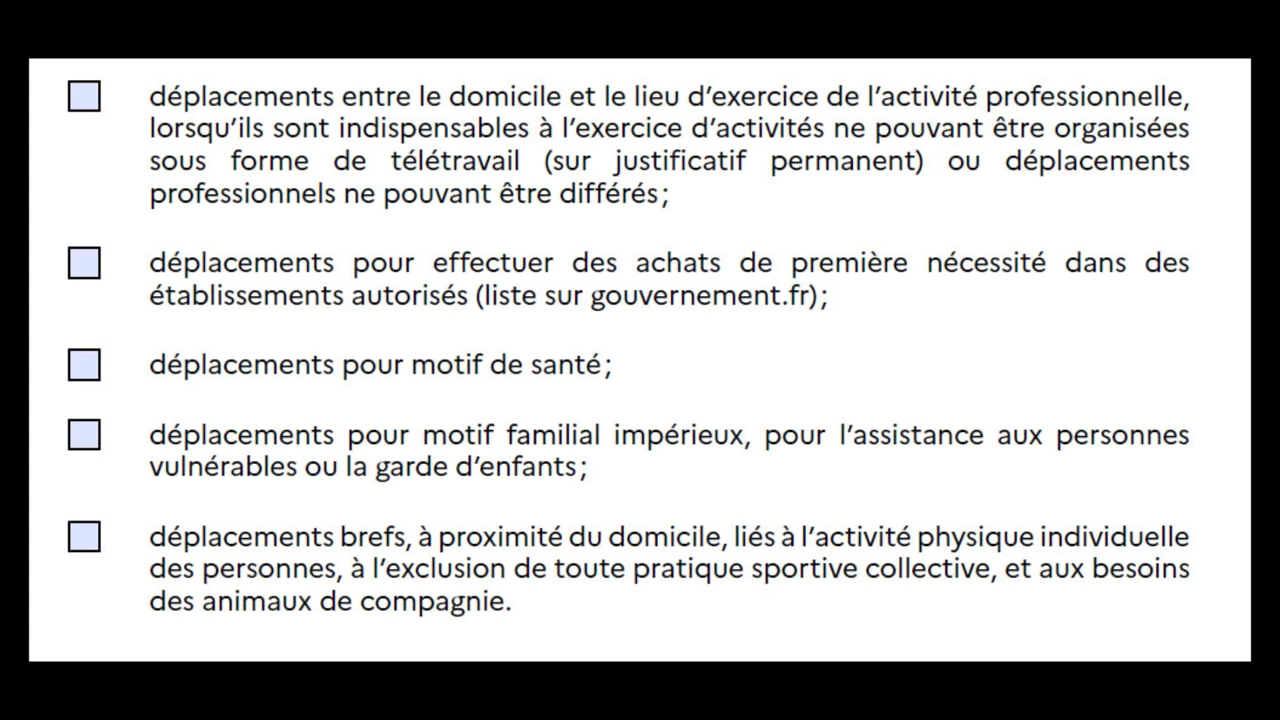 déplacements entre le domicile et le lieu d’exercice de l’activité professionnelle,
lorsqu’ils sont indispensables à l’exercice d’activités ne pouvant être organisées
sous forme de télétravail (sur justificatif permanent) ou déplacements
professionnels ne pouvant être différés ;
déplacements pour effectuer des achats de première nécessité dans des
établissements autorisés (liste sur gouvernement.fr) ;
déplacements pour motif de santé ;
déplacements pour motif familial impérieux, pour l’assistance aux personnes
vulnérables ou la garde d’enfants ;
déplacements brefs, à proximité du domicile, liés à l’activité physique individuelle
des personnes, à l’exclusion de toute pratique sportive collective, et aux besoins
des animaux de compagnie.